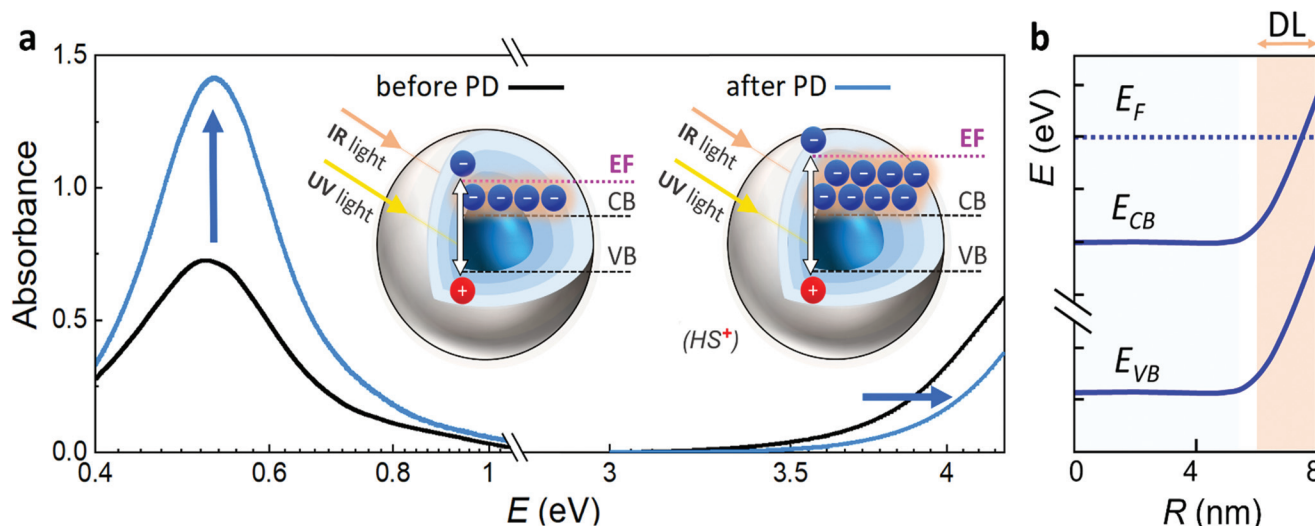 a
1.5
1.0
0.5
0.0
Absorbance
before PD
after PD
IR light
UV light
EF
CB
VB
-
- - - -
+
IR light
UV light
EF
CB
VB
-
- - - -
- - - -
+
(HS+)
0.4
0.6
0.8
1
3
3.5
4
E (eV)
b
DL
E (eV)
EF
ECB
EVB
0
4
8
R (nm)